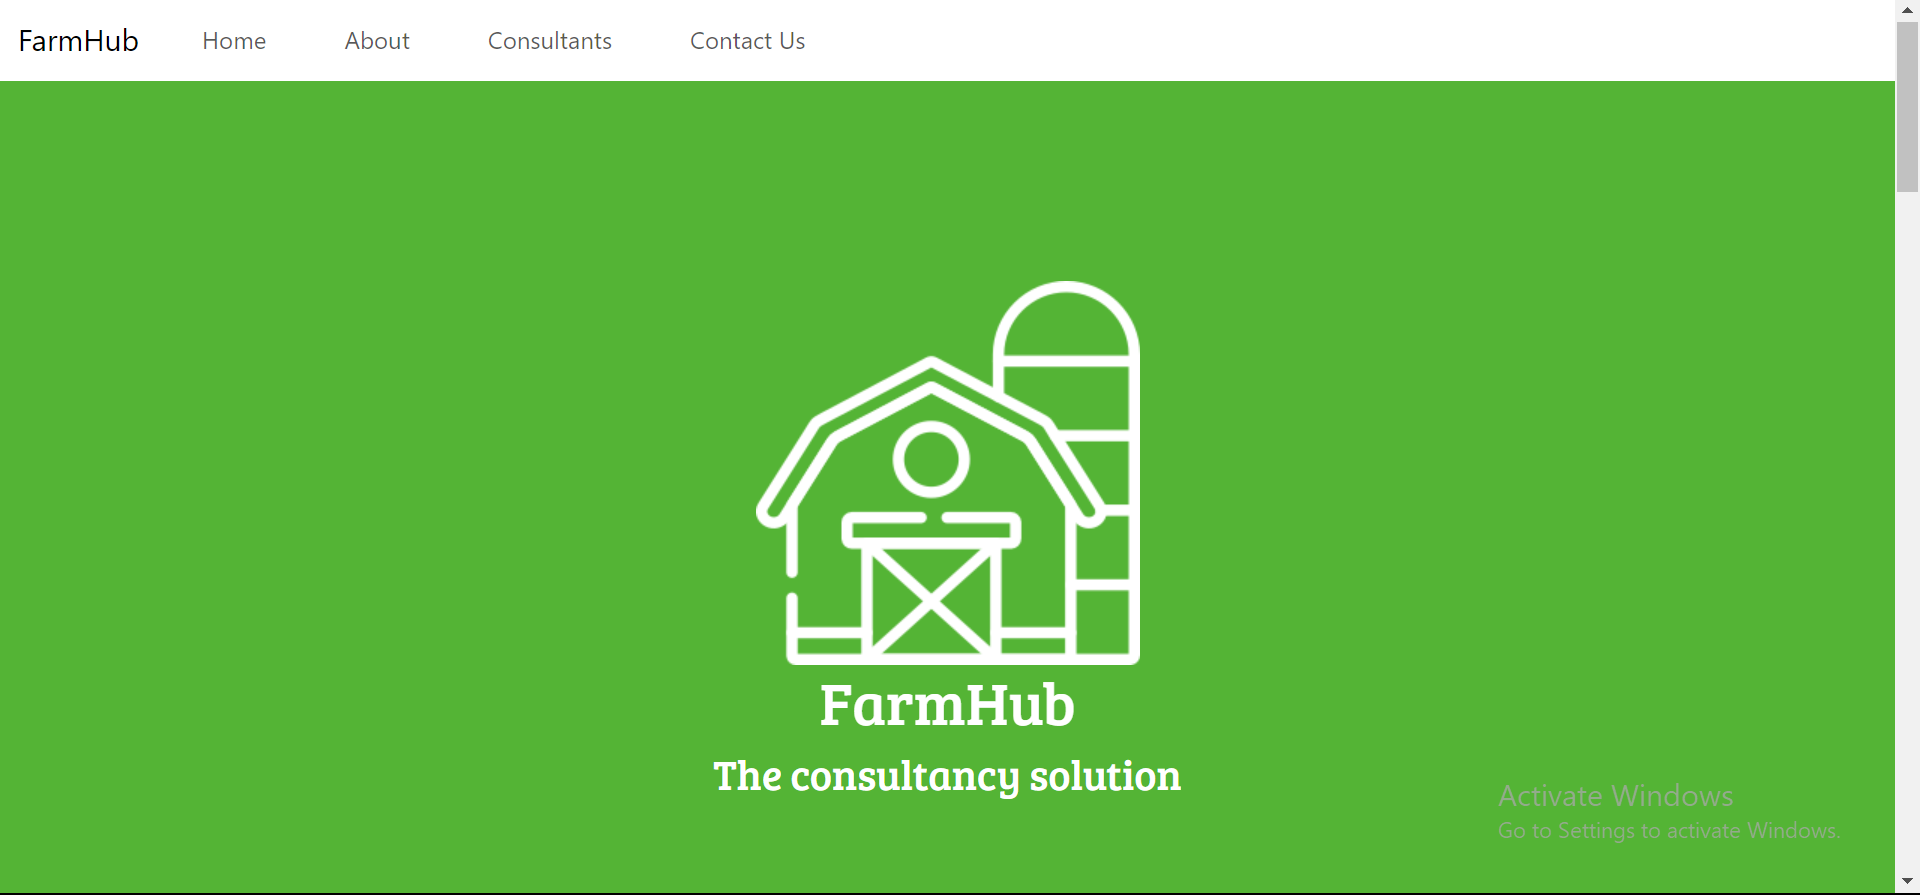 FarmHub Home About Consultants Contact Us
FarmHub
The consultancy solution
Activate Windows
Go to Settings to activate Windows.